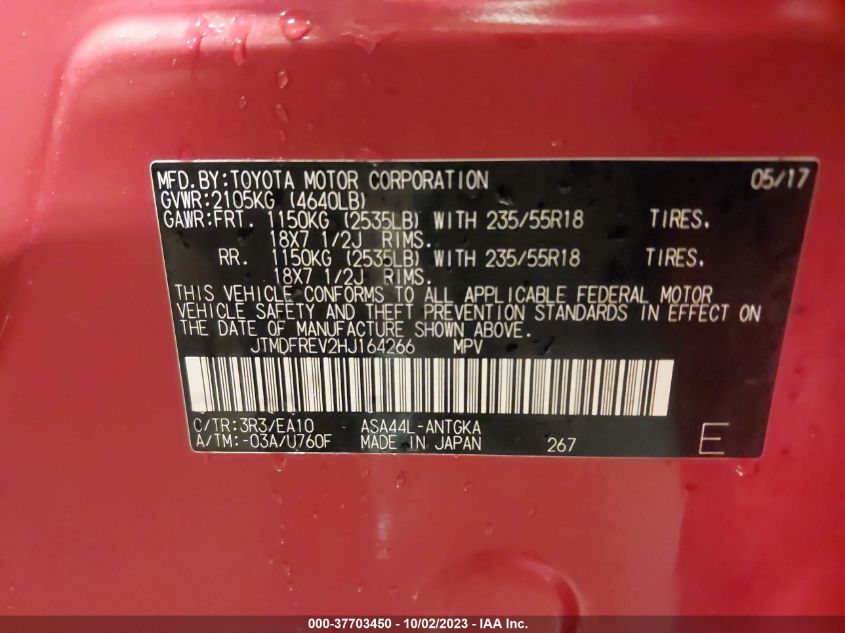 MFD.BY:TOYOTA MOTOR CORPORATION 05/17
GVWR:2105KG (4640LB)
GAWR:FRT 1150KG (2535LB) WITH 235/55R18 TIRES.
18X7 1/2J RIMS.
RR. 1150KG (2535LB) WITH 235/55R18 TIRES.
18X7 1/2J RIMS.
THIS VEHICLE CONFORMS TO ALL APPLICABLE FEDERAL MOTOR
VEHICLE SAFETY AND THEFT PREVENTION STANDARDS IN EFFECT ON
THE DATE OF MANUFACTURE SHOWN ABOVE.
JTMDFREV2HJ164266 MPV
C/TR:3R3/EA10 ASA44L-ANTGKA
A/TM:-03A/U760F MADE IN JAPAN 267 E
000-37703450 - 10/02/2023 - IAA Inc.